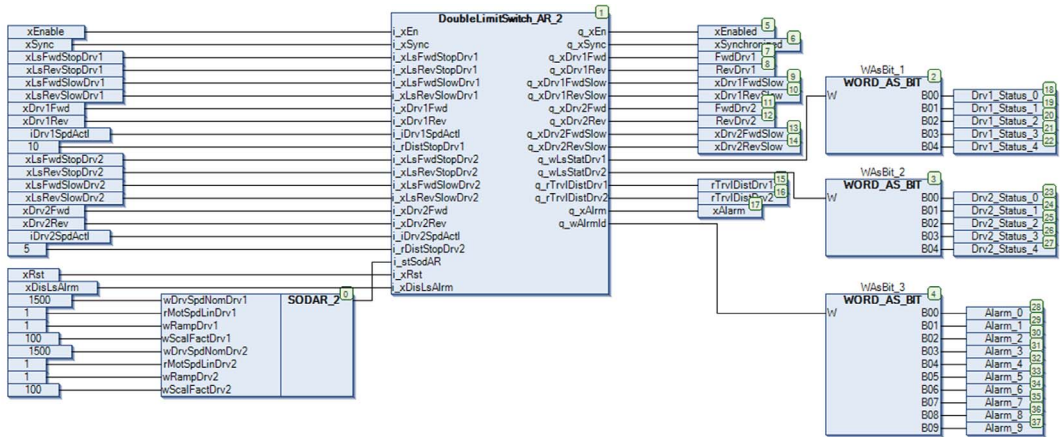 DoubleLimitSwitch_AR_2
1
xEnable
i_xEn
q_xEn
xEnabled
5
xSync
i_xSync
q_xSync
xSynchronised
6
xLsFwdStopDrv1
i_xLsFwdStopDrv1
q_xDrv1Fwd
FwdDrv1
7
xLsRevStopDrv1
i_xLsRevStopDrv1
q_xDrv1Rev
RevDrv1
8
xLsFwdSlowDrv1
i_xLsFwdSlowDrv1
q_xDrv1FwdSlow
xDrv1FwdSlow
9
xLsRevSlowDrv1
i_xLsRevSlowDrv1
q_xDrv1RevSlow
xDrv1RevSlow
10
xDrv1Fwd
i_xDrv1Fwd
q_xDrv2Fwd
FwdDrv2
11
xDrv1Rev
i_xDrv1Rev
q_xDrv2Rev
RevDrv2
12
iDrv1SpdActl
i_iDrv1SpdActl
q_xDrv2FwdSlow
xDrv2FwdSlow
13
10
i_rDistStopDrv1
q_xDrv2RevSlow
xDrv2RevSlow
14
xLsFwdStopDrv2
i_xLsFwdStopDrv2
q_wLsStatDrv1
xLsRevStopDrv2
i_xLsRevStopDrv2
q_wLsStatDrv2
xLsFwdSlowDrv2
i_xLsFwdSlowDrv2
q_rTrvlDistDrv1
rTrvlDistDrv1
15
xLsRevSlowDrv2
i_xLsRevSlowDrv2
q_rTrvlDistDrv2
rTrvlDistDrv2
16
xDrv2Fwd
i_xDrv2Fwd
q_xAlrm
xAlarm
17
xDrv2Rev
i_xDrv2Rev
q_wAlrmId
iDrv2SpdActl
i_iDrv2SpdActl
5
i_rDistStopDrv2
i_stSodAR
xRst
i_xRst
xDisLsAlrm
i_xDisLsAlrm
SODAR_2
0
1500
wDrvSpdNomDrv1
1
rMotSpdLinDrv1
1
wRampDrv1
100
wScalFactDrv1
1500
wDrvSpdNomDrv2
1
rMotSpdLinDrv2
1
wRampDrv2
100
wScalFactDrv2
WAsBit_1
WORD_AS_BIT
2
W
B00
Drv1_Status_0
18
B01
Drv1_Status_1
19
B02
Drv1_Status_2
20
B03
Drv1_Status_3
21
B04
Drv1_Status_4
22
WAsBit_2
WORD_AS_BIT
3
W
B00
Drv2_Status_0
23
B01
Drv2_Status_1
24
B02
Drv2_Status_2
25
B03
Drv2_Status_3
26
B04
Drv2_Status_4
27
WAsBit_3
WORD_AS_BIT
4
W
B00
Alarm_0
28
B01
Alarm_1
29
B02
Alarm_2
30
B03
Alarm_3
31
B04
Alarm_4
32
B05
Alarm_5
33
B06
Alarm_6
34
B07
Alarm_7
35
B08
Alarm_8
36
B09
Alarm_9
37